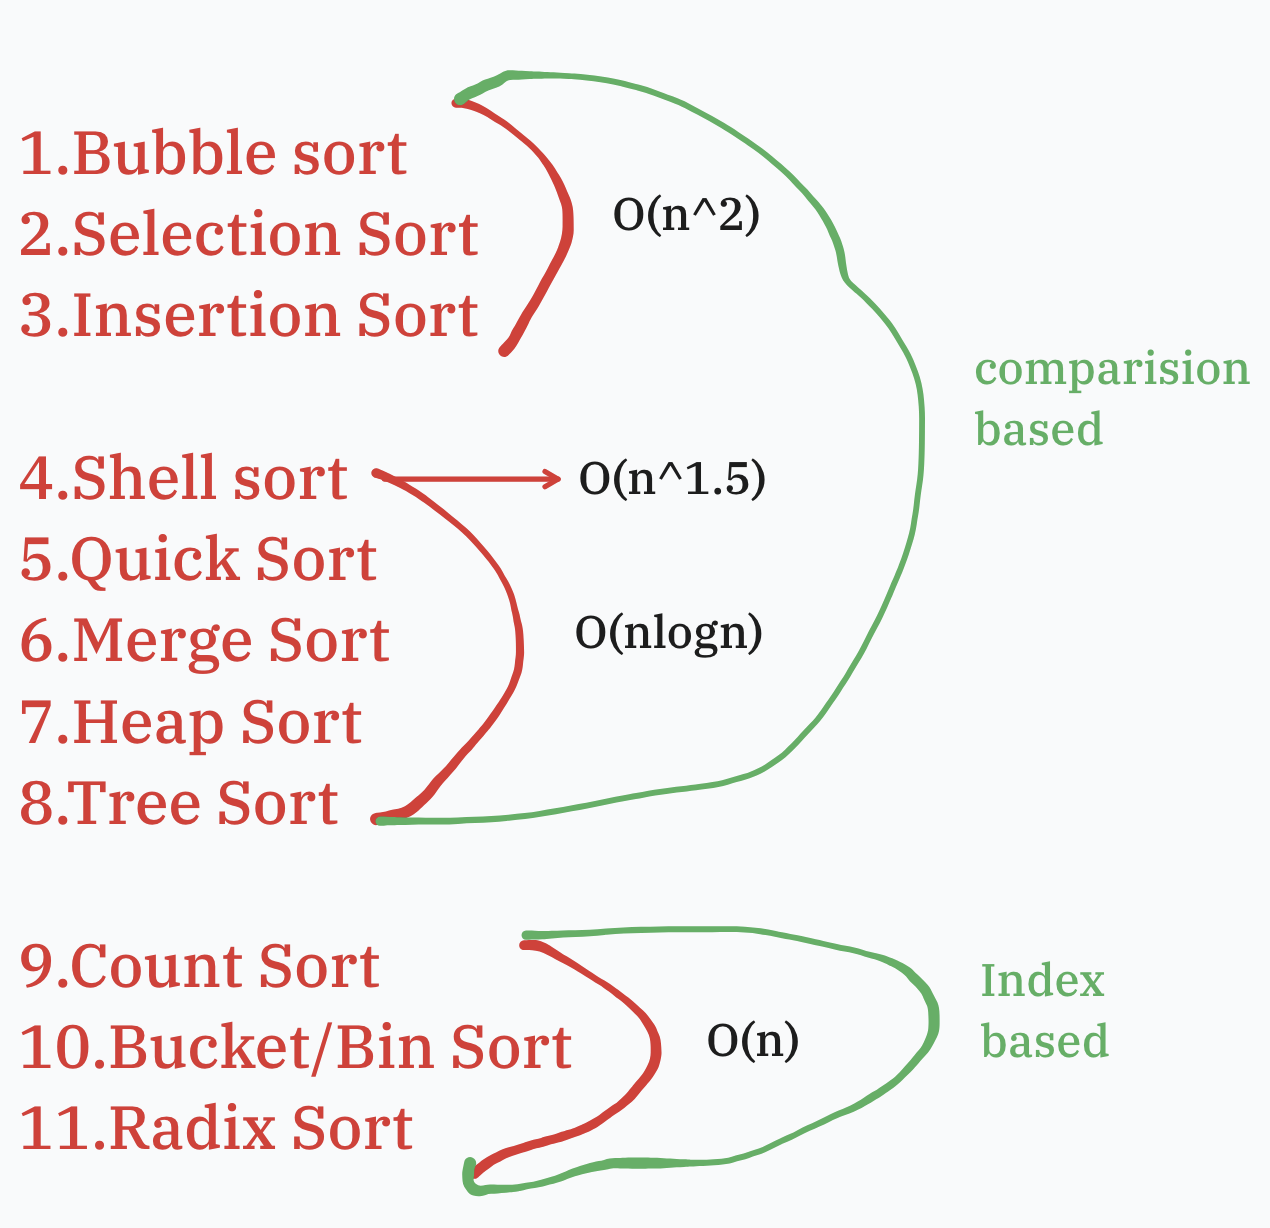 1.Bubble sort
2.Selection Sort
3.Insertion Sort
O(n^2)
4.Shell sort
O(n^1.5)
5.Quick Sort
6.Merge Sort
7.Heap Sort
8.Tree Sort
O(nlogn)
comparision
based
9.Count Sort
10.Bucket/Bin Sort
11.Radix Sort
O(n)
Index
based